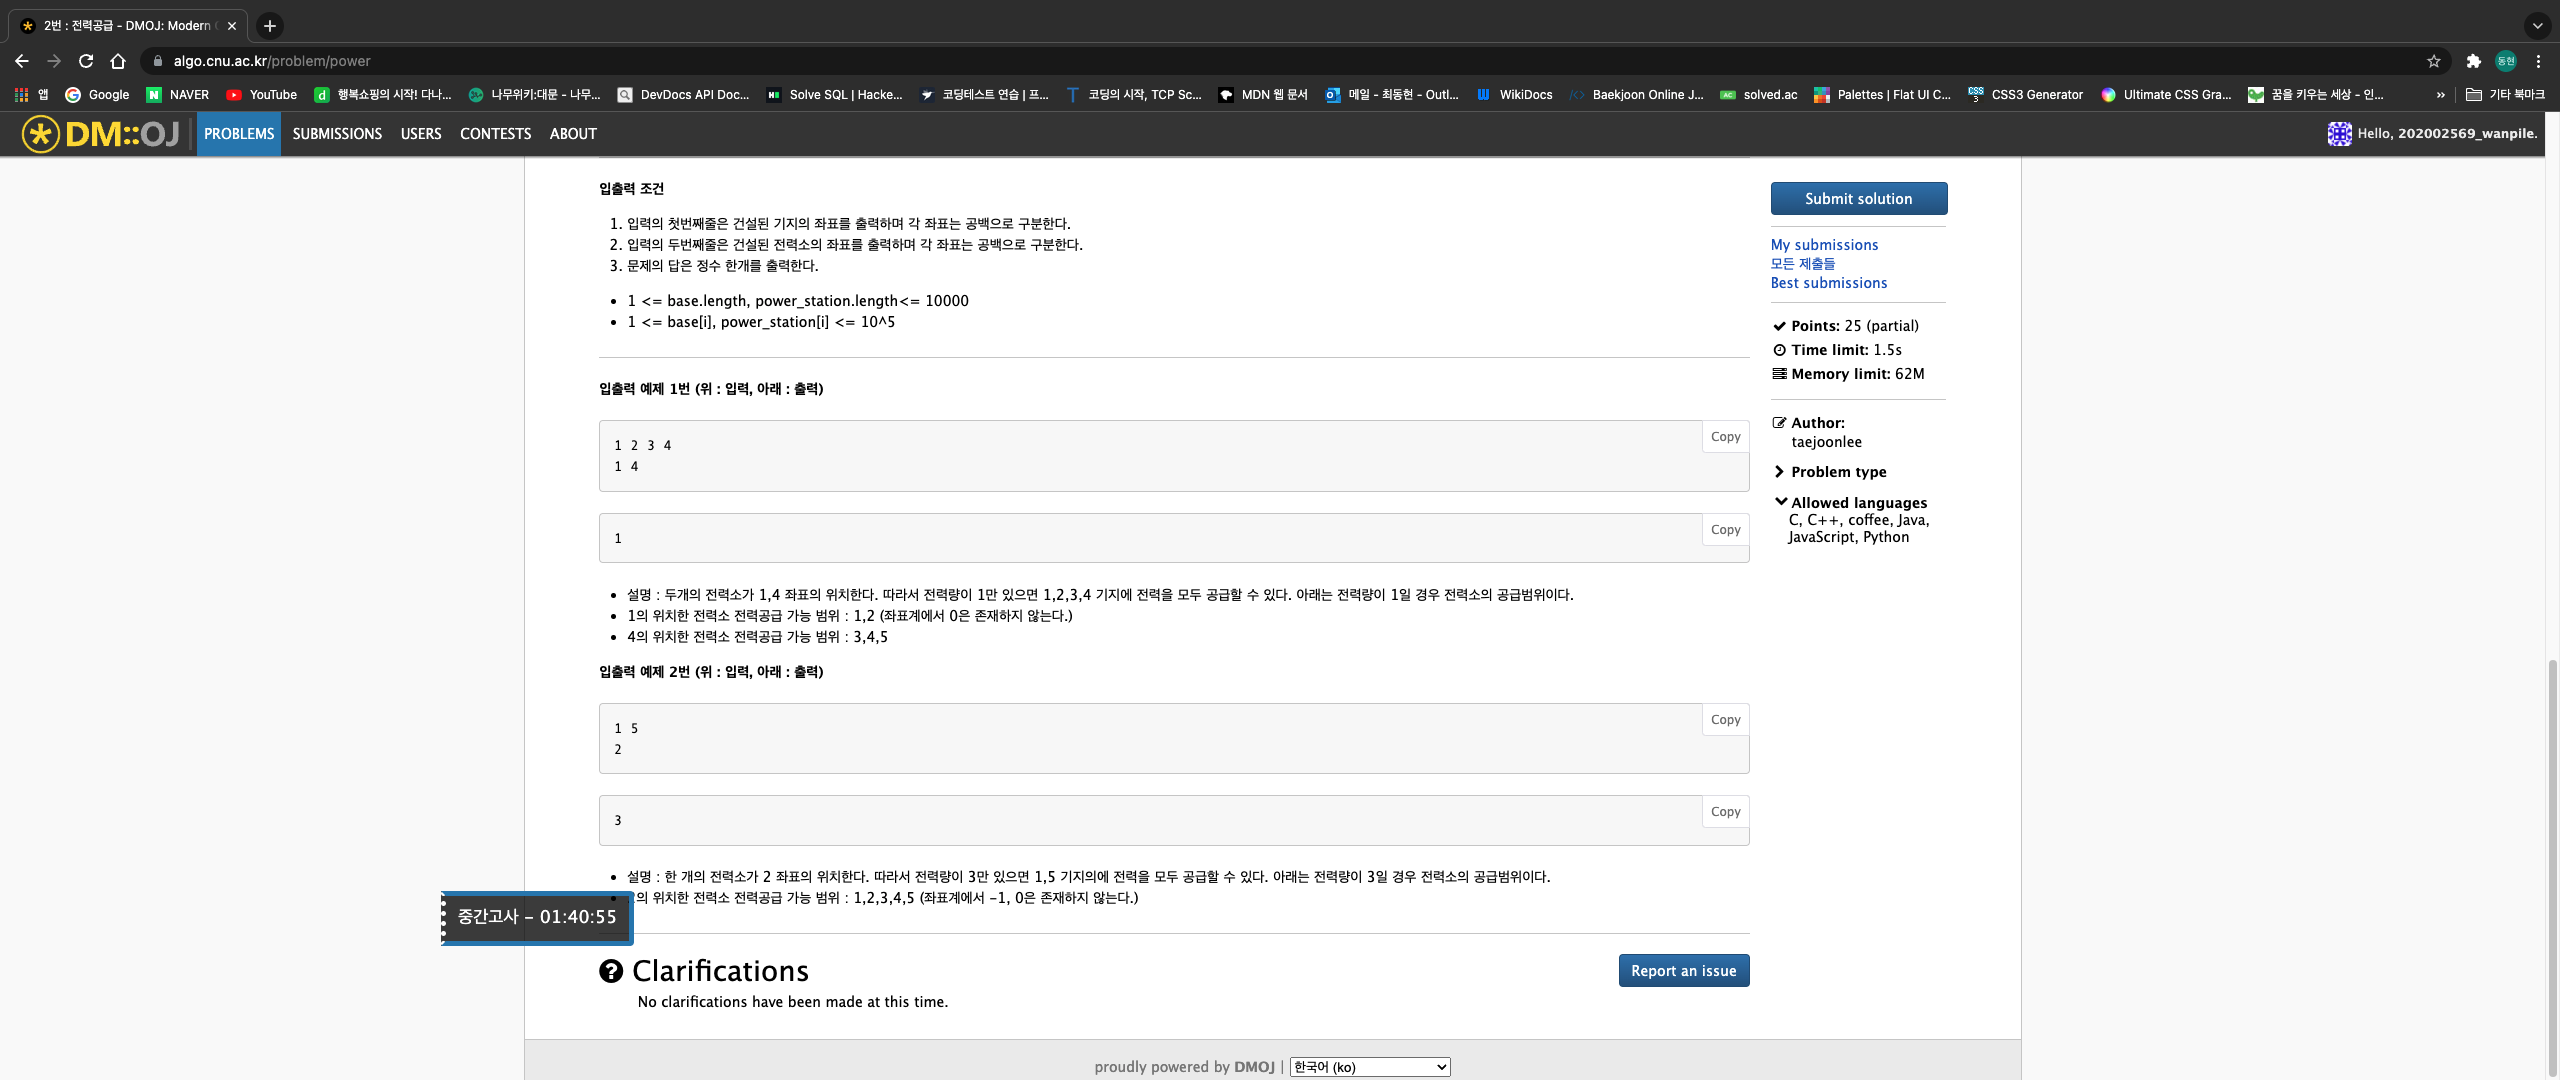 2번 : 전력공급 - DMOJ: Modern
algo.cnu.ac.kr/problem/power
앱 Google NAVER YouTube 행복쇼핑의 시작! 다나... 나무위키:대문 - 나무... DevDocs API Doc... Solve SQL | Hacke... 코딩테스트 연습 | 프... 코딩의 시작, TCP Sc... MDN 웹 문서 메일 - 최동현 - Outl... WikiDocs Baekjoon Online J... solved.ac Palettes | Flat UI C... CSS3 Generator Ultimate CSS Gra... 꿈을 키우는 세상 - 인... » 기타 북마크
DM::OJ PROBLEMS SUBMISSIONS USERS CONTESTS ABOUT Hello, 202002569_wanpile.
입출력 조건
1. 입력의 첫번째줄은 건설된 기지의 좌표를 출력하며 각 좌표는 공백으로 구분한다.
2. 입력의 두번째줄은 건설된 전력소의 좌표를 출력하며 각 좌표는 공백으로 구분한다.
3. 문제의 답은 정수 한개를 출력한다.
• 1 <= base.length, power_station.length<= 10000
• 1 <= base[i], power_station[i] <= 10^5
입출력 예제 1번 (위 : 입력, 아래 : 출력)
Copy
1 2 3 4
1 4
Copy
1
• 설명 : 두개의 전력소가 1,4 좌표의 위치한다. 따라서 전력량이 1만 있으면 1,2,3,4 기지에 전력을 모두 공급할 수 있다. 아래는 전력량이 1일 경우 전력소의 공급범위이다.
• 1의 위치한 전력소 전력공급 가능 범위 : 1,2 (좌표계에서 0은 존재하지 않는다.)
• 4의 위치한 전력소 전력공급 가능 범위 : 3,4,5
입출력 예제 2번 (위 : 입력, 아래 : 출력)
Copy
1 5
2
Copy
3
• 설명 : 한 개의 전력소가 2 좌표의 위치한다. 따라서 전력량이 3만 있으면 1,5 기지의에 전력을 모두 공급할 수 있다. 아래는 전력량이 3일 경우 전력소의 공급범위이다.
의 위치한 전력소 전력공급 가능 범위 : 1,2,3,4,5 (좌표계에서 -1, 0은 존재하지 않는다.)
중간고사 - 01:40:55
Clarifications
Report an issue
No clarifications have been made at this time.
Submit solution
My submissions
모든 제출들
Best submissions
Points: 25 (partial)
Time limit: 1.5s
Memory limit: 62M
Author:
taejoonlee
Problem type
Allowed languages
C, C++, coffee, Java,
JavaScript, Python
proudly powered by DMOJ | 한국어 (ko)